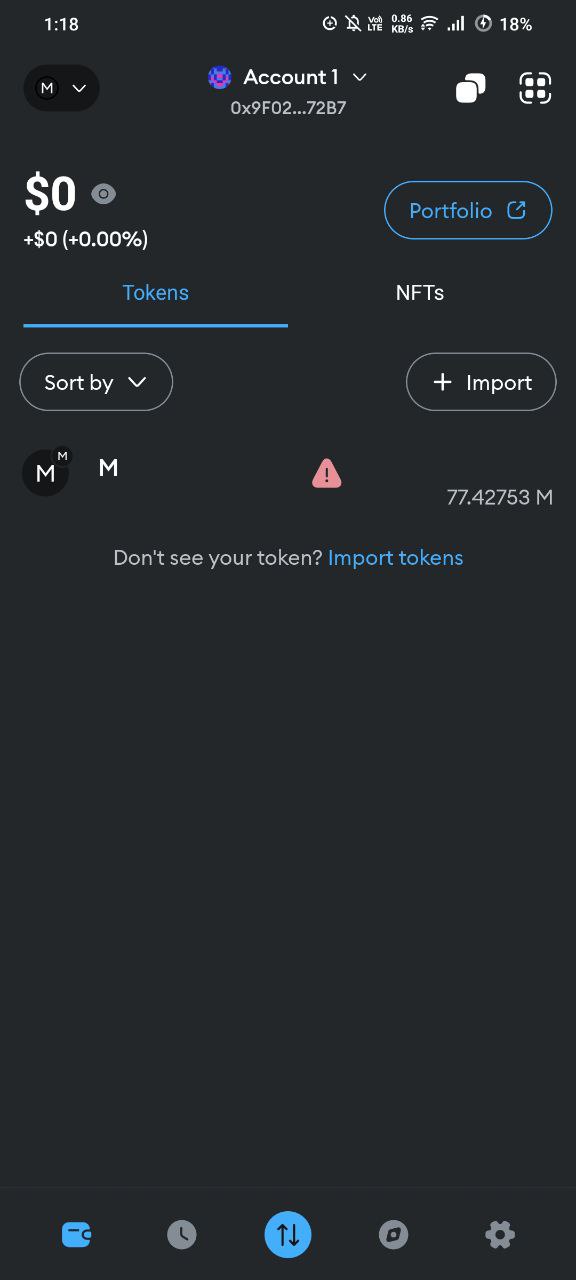 1:18
Vo) LTE 0.86 KB/s 18%
M
Account 1
0x9F02...72B7
$0
+$0 (+0.00%)
Portfolio
Tokens NFTs
Sort by
+ Import
M M M
77.42753 M
Don't see your token? Import tokens